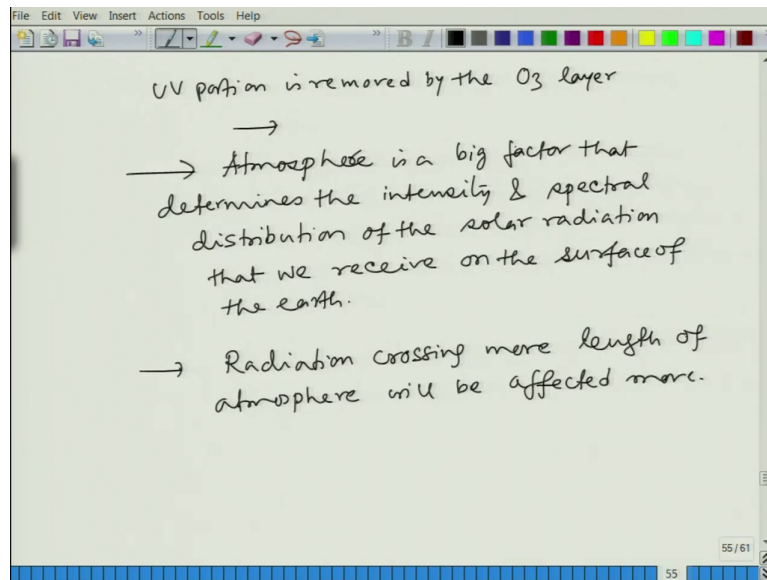 File Edit View Insert Actions Tools Help
UV portion is removed by the O3 layer
→
→ Atmosphere is a big factor that
determines the intensity & spectral
distribution of the solar radiation
that we receive on the surface of
the earth.
→ Radiation crossing more length of
atmosphere will be affected more.
55/61
55